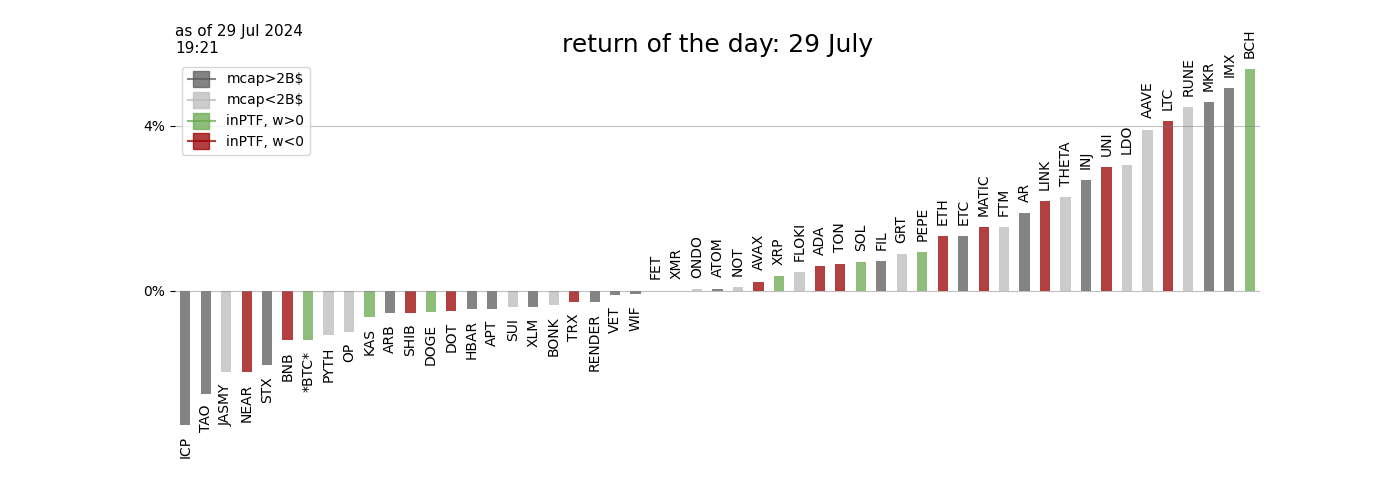 as of 29 Jul 2024
19:21
return of the day: 29 July
mcap>2B$
mcap<2B$
inPTF, w>0
inPTF, w<0
4%
0%
ICP
TAO
JASMY
NEAR
STX
BNB
*BTC*
PYTH
OP
KAS
ARB
SHIB
DOGE
DOT
HBAR
APT
SUI
XLM
BONK
TRX
RENDER
VET
WIF
FET
XMR
ONDO
ATOM
NOT
AVAX
XRP
FLOKI
ADA
TON
SOL
FIL
GRT
PEPE
ETH
ETC
MATIC
FTM
AR
LINK
THETA
INJ
UNI
LDO
AAVE
LTC
RUNE
MKR
IMX
BCH